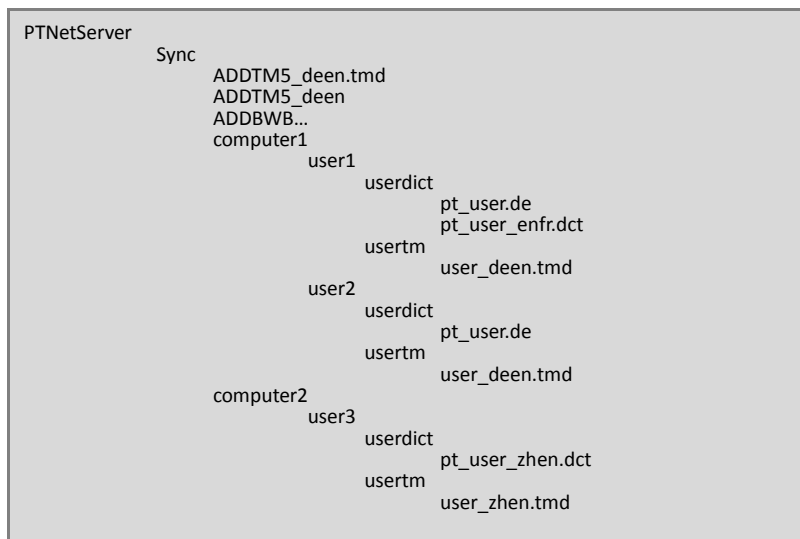 PTNetServer
Sync
ADDTM5_deen.tmd
ADDTM5_deen
ADDBWB...
computer1
user1
userdict
pt_user.de
pt_user_enfr.dct
usertm
user_deen.tmd
user2
userdict
pt_user.de
usertm
user_deen.tmd
computer2
user3
userdict
pt_user_zhen.dct
usertm
user_zhen.tmd